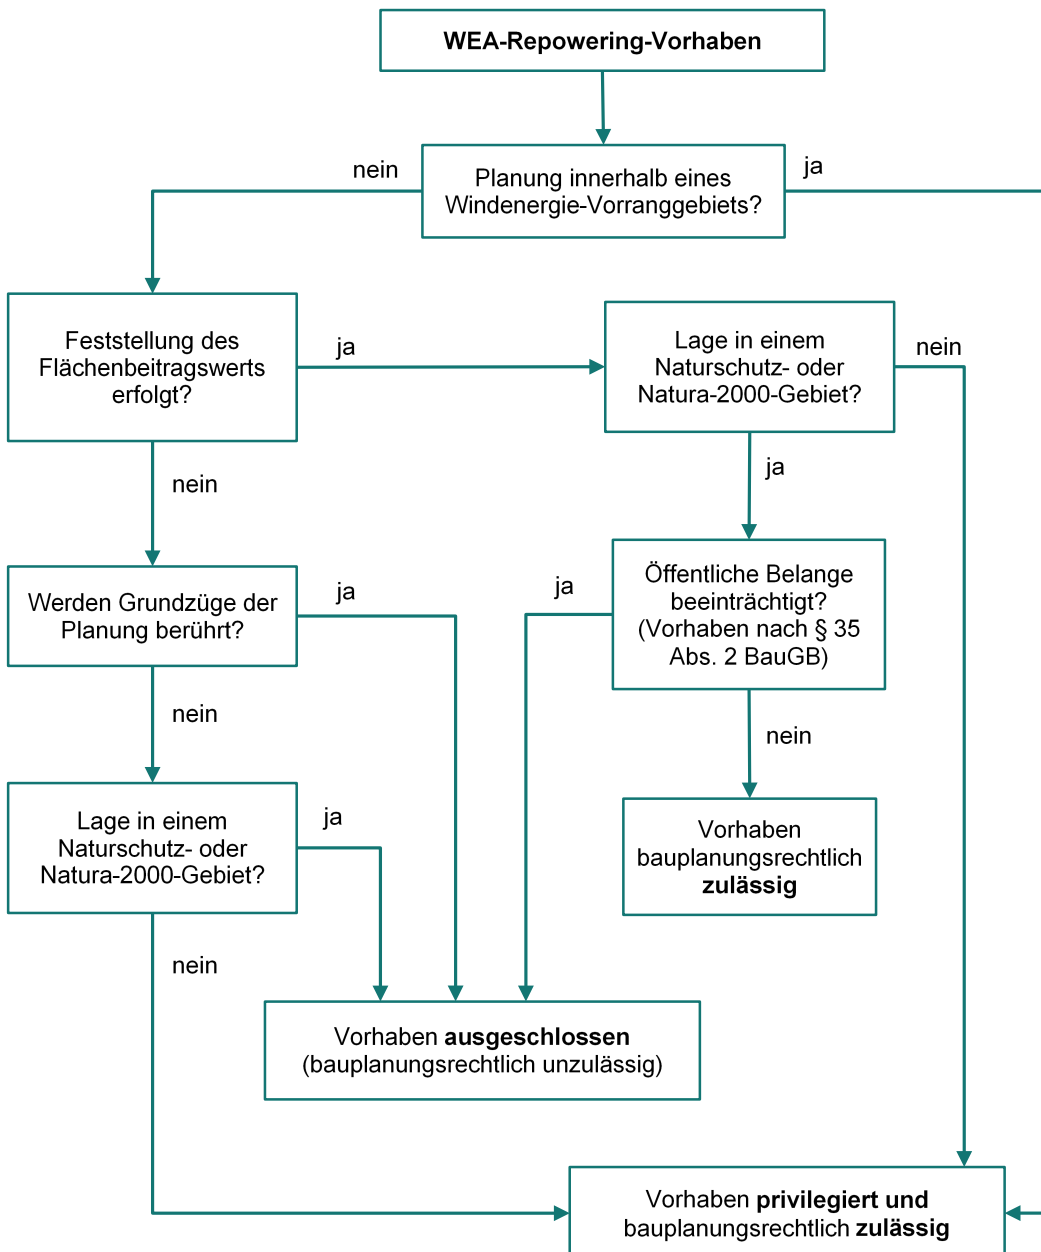 WEA-Repowering-Vorhaben
nein
ja
Planung innerhalb eines
Windenergie-Vorranggebiets?
Feststellung des
Flächenbeitragswerts
erfolgt?
ja
Lage in einem
Naturschutz- oder
Natura-2000-Gebiet?
nein
nein
ja
Werden Grundzüge der
Planung berührt?
ja
ja
Öffentliche Belange
beeinträchtigt?
(Vorhaben nach § 35
Abs. 2 BauGB)
nein
nein
Lage in einem
Naturschutz- oder
Natura-2000-Gebiet?
ja
Vorhaben
bauplanungsrechtlich
zulässig
nein
Vorhaben ausgeschlossen
(bauplanungsrechtlich unzulässig)
Vorhaben privilegiert und
bauplanungsrechtlich zulässig